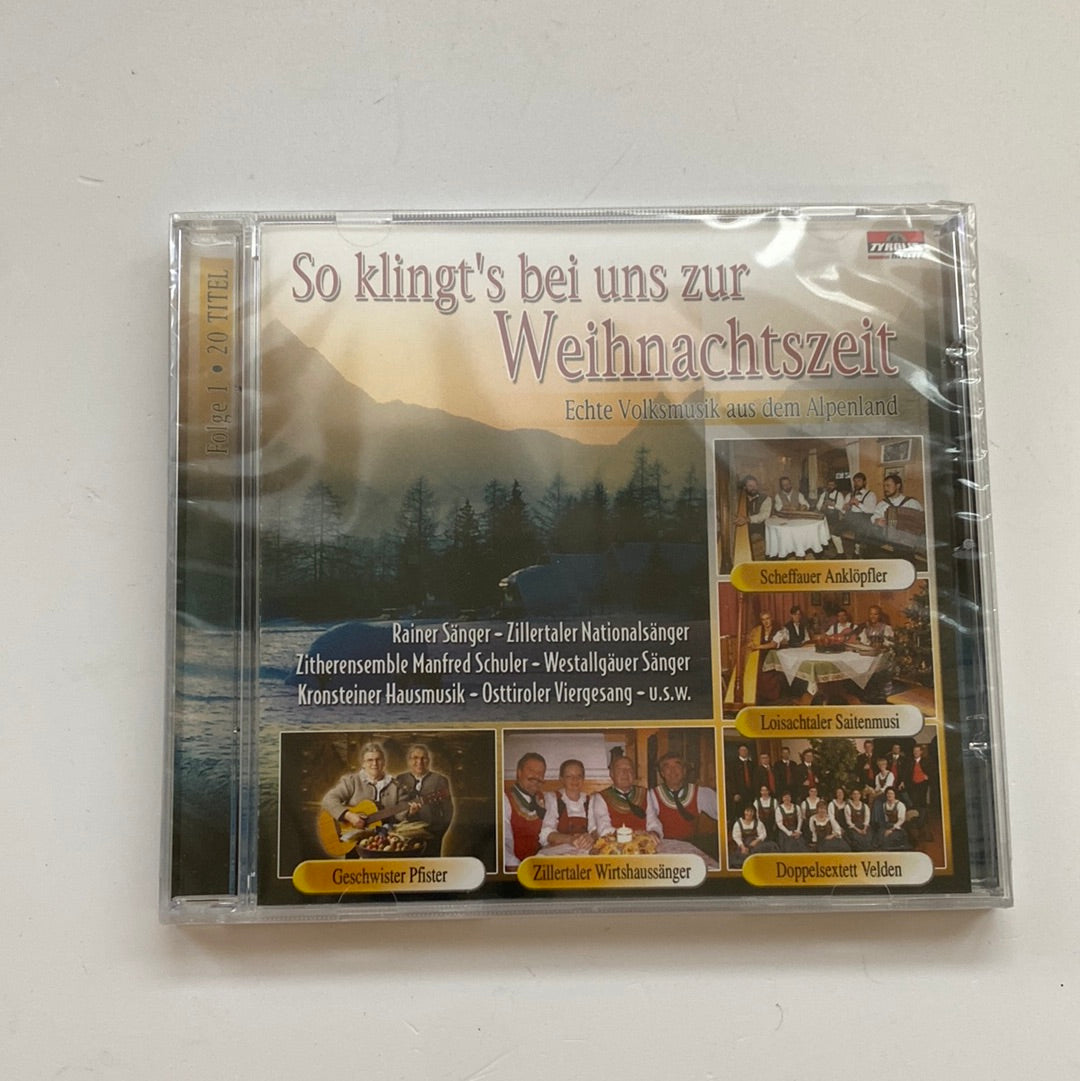 So klingt's bei uns zur
Weihnachtszeit
Echte Volksmusik aus dem Alpenland
Folge 1 • 20 TITEL
TYROLIS
Scheffauer Anklöpfler
Rainer Sänger – Zillertaler Nationalsänger
Zitherensemble Manfred Schuler – Westallgäuer Sänger
Kronsteiner Hausmusik – Osttiroler Viergesang – u.s.w.
Loisachtaler Saitenmusi
Geschwister Pfister
Zillertaler Wirtshaussänger
Doppelsextett Velden